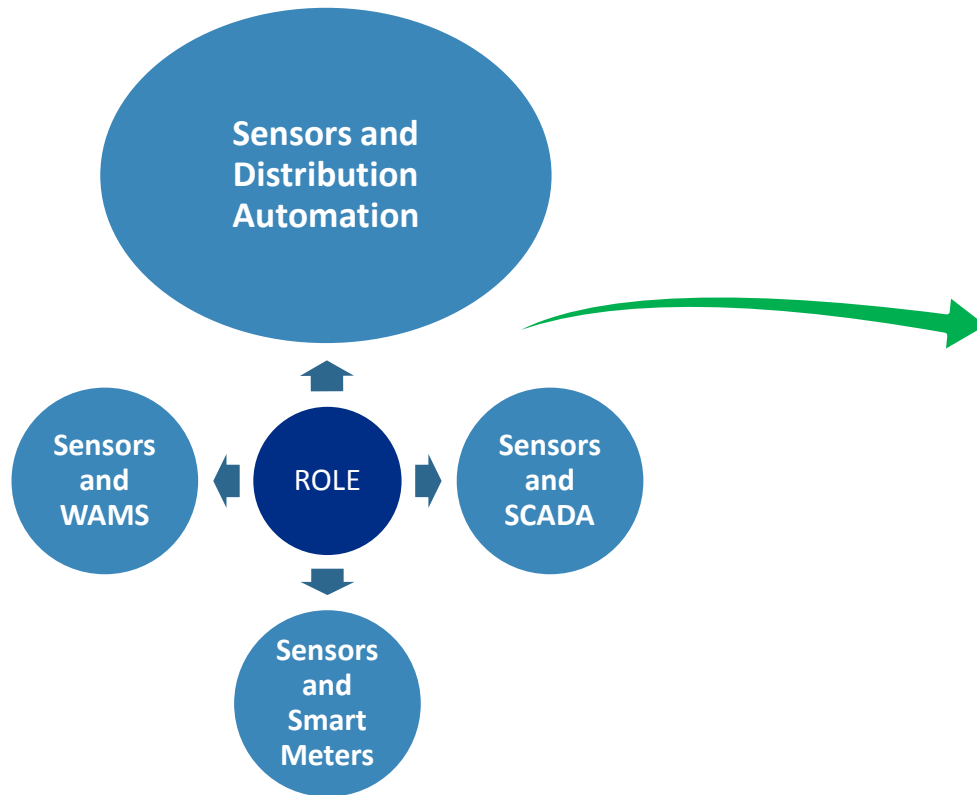 Sensors and
Distribution
Automation
Sensors
and
WAMS
ROLE
Sensors
and
SCADA
Sensors
and
Smart
Meters